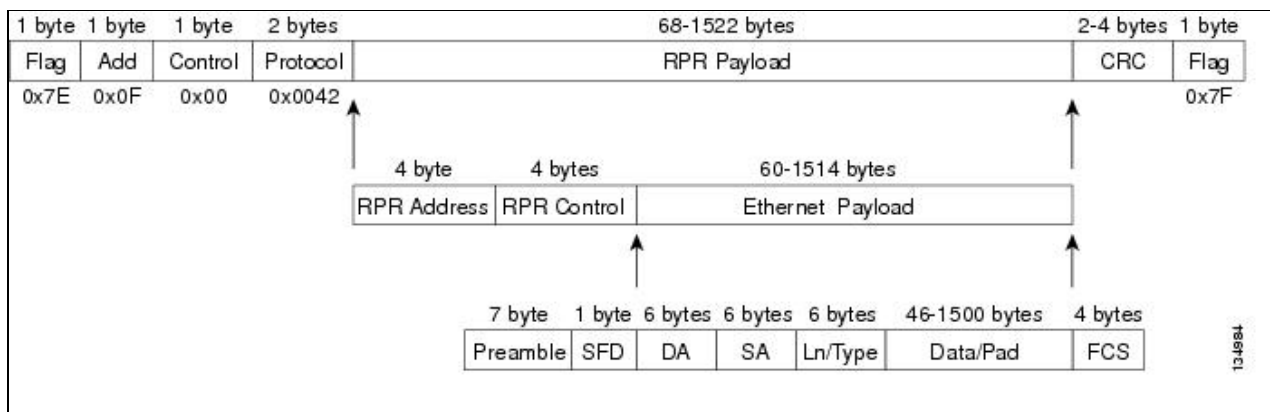 1 byte 1 byte 1 byte 2 bytes 68-1522 bytes 2-4 bytes 1 byte
Flag Add Control Protocol RPR Payload CRC Flag
0x7E 0x0F 0x00 0x0042 0x7F
4 byte 4 bytes 60-1514 bytes
RPR Address RPR Control Ethernet Payload
7 byte 1 byte 6 bytes 6 bytes 6 bytes 46-1500 bytes 4 bytes
Preamble SFD DA SA Ln/Type Data/Pad FCS
134984